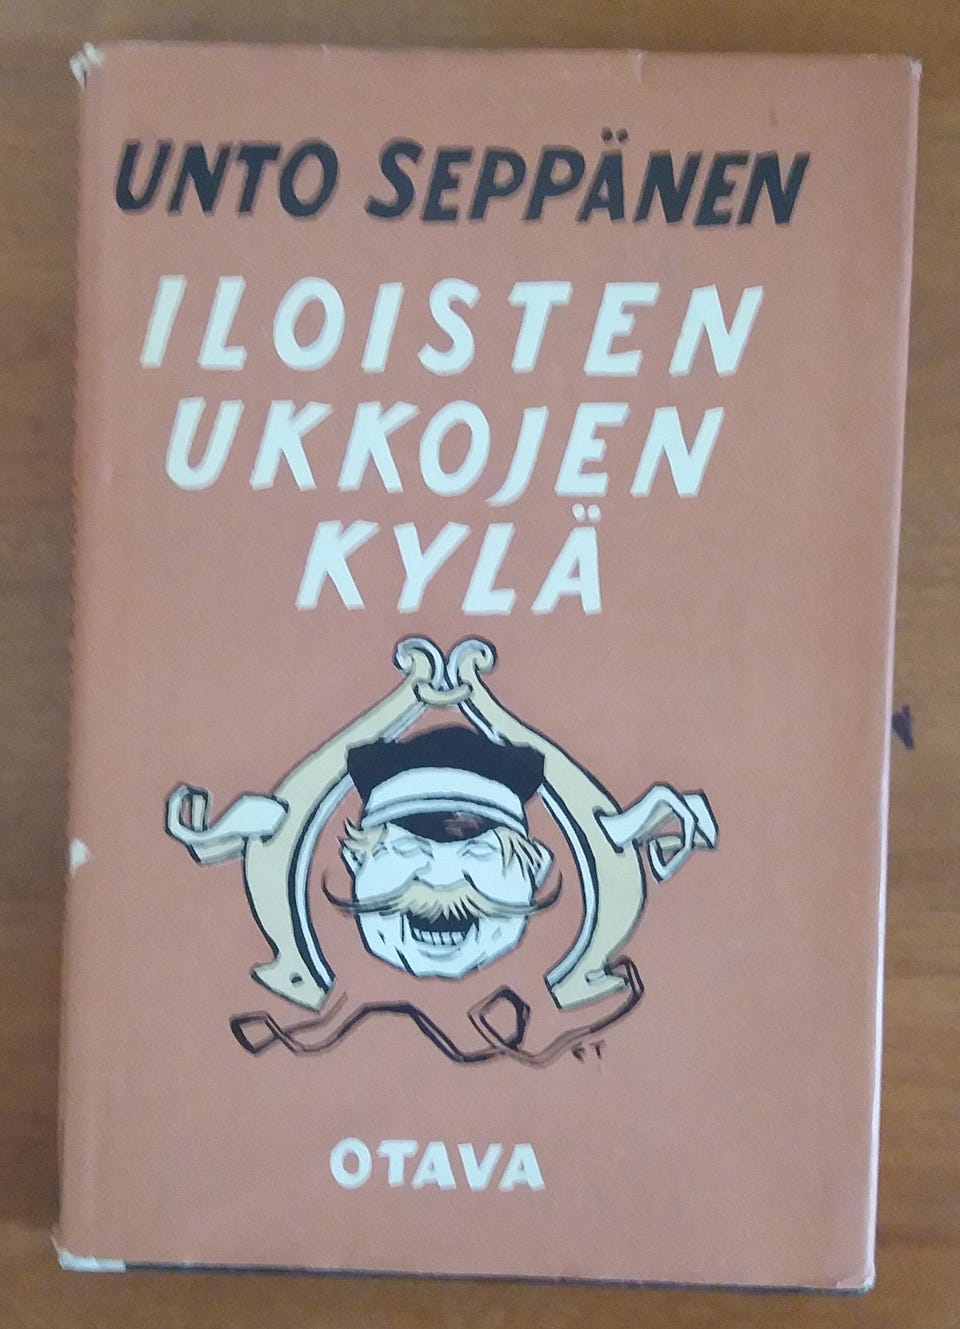 UNTO SEPPÄNEN
ILOISTEN
UKKOJEN
KYLÄ
OTAVA